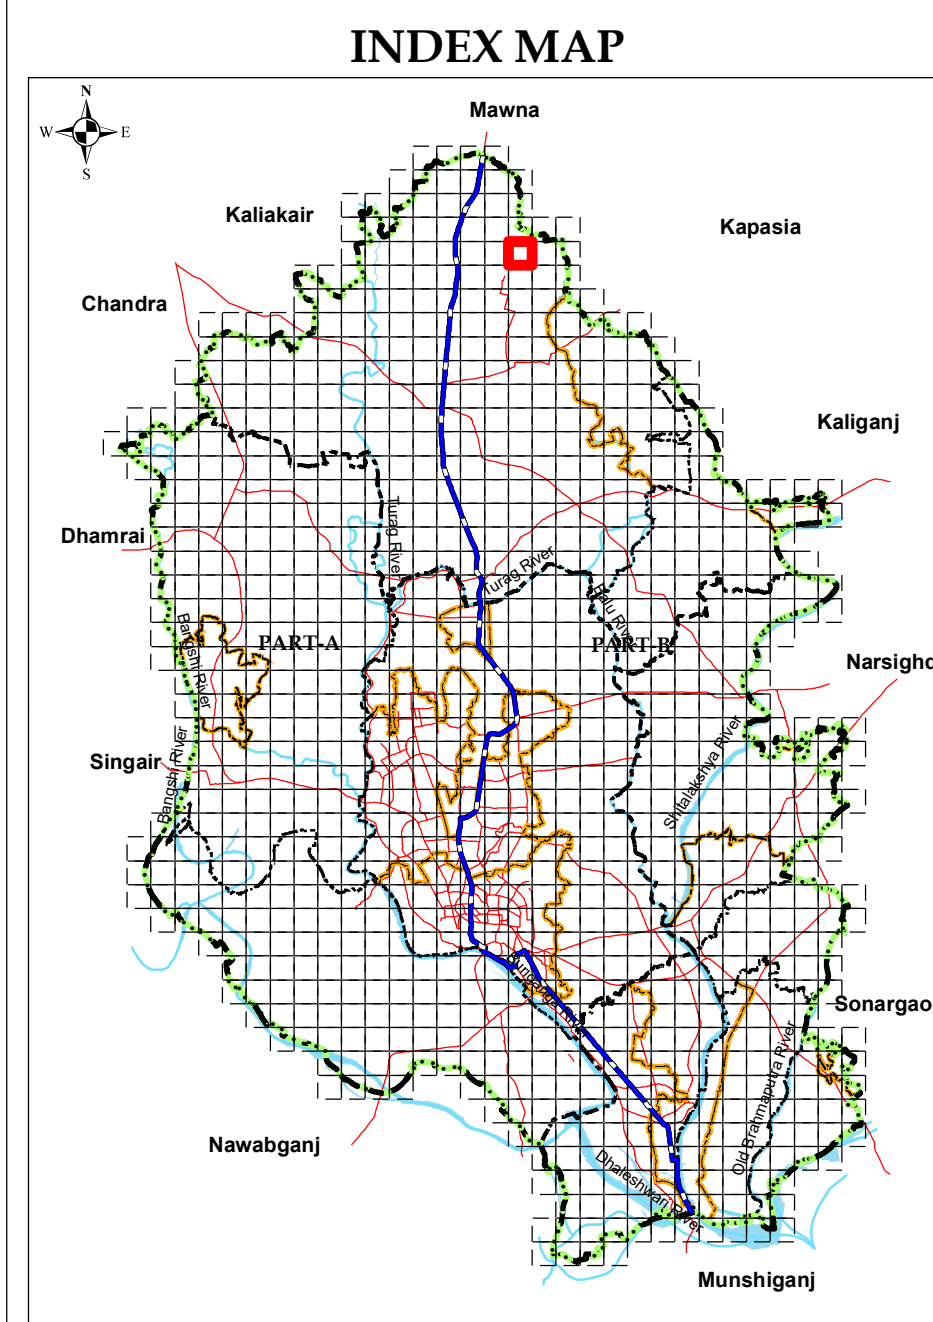 INDEX MAP
N
W E
S
Mawna
Kaliakair
Kapasia
Chandra
Kaliganj
Dhamrai
Turag River
Turag River
Balu River
Bangshi River
PART-A
PART-B
Narsighd
Singair
Bangshi River
Shitalakshya River
Buriganga River
Sonargao
Old Brahmaputra River
Nawabganj
Dhaleshwari River
Munshiganj